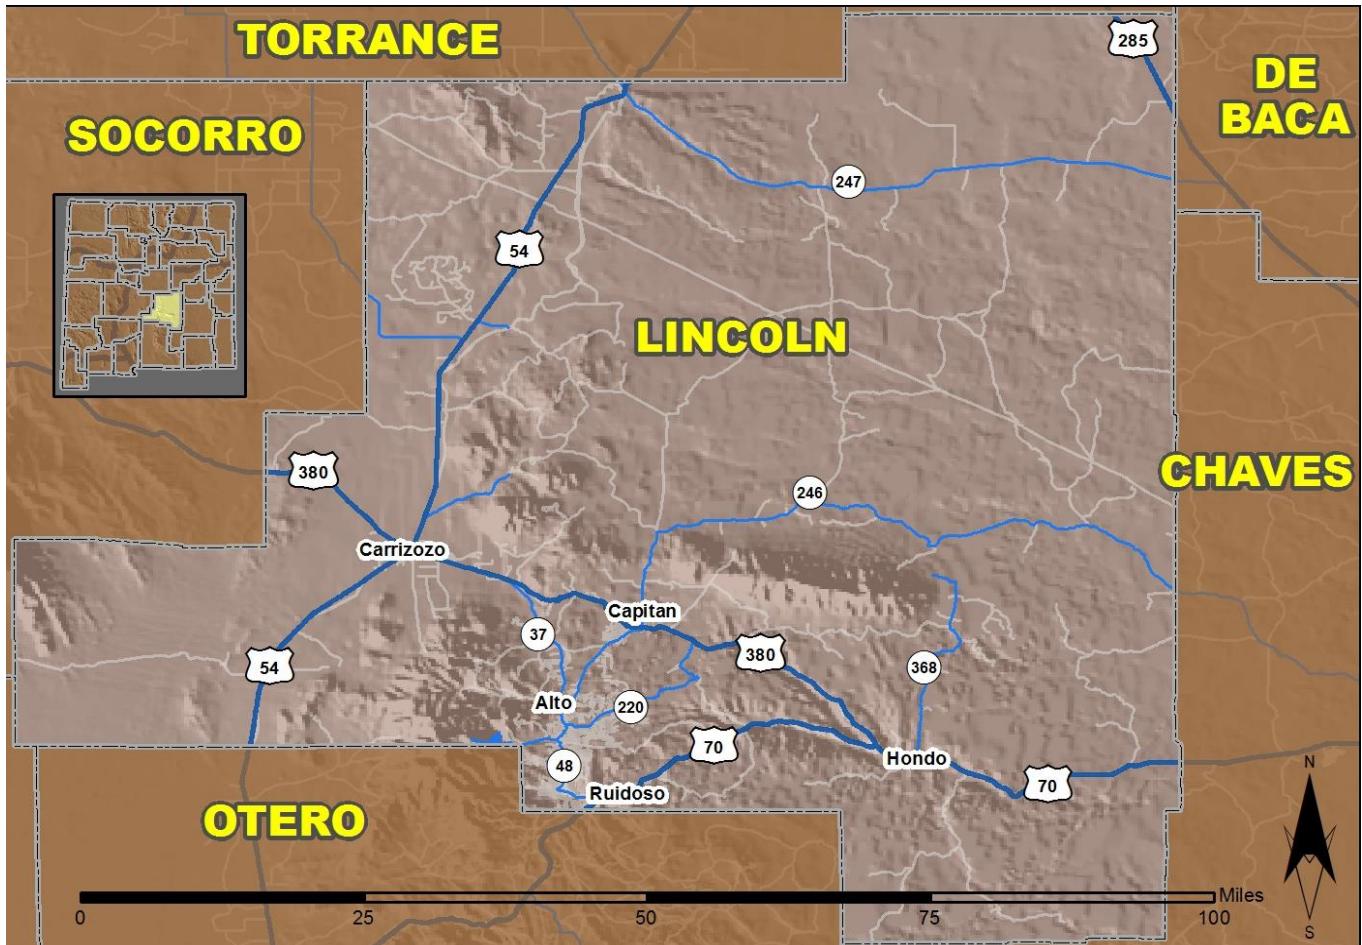 TORRANCE
285
DE
BACA
SOCORRO
247
54
LINCOLN
380
CHAVES
246
Carrizozo
Capitan
37
380
368
54
Alto
220
70
48
Hondo
70
Ruidoso
OTERO
N
S
Miles
0
25
50
75
100